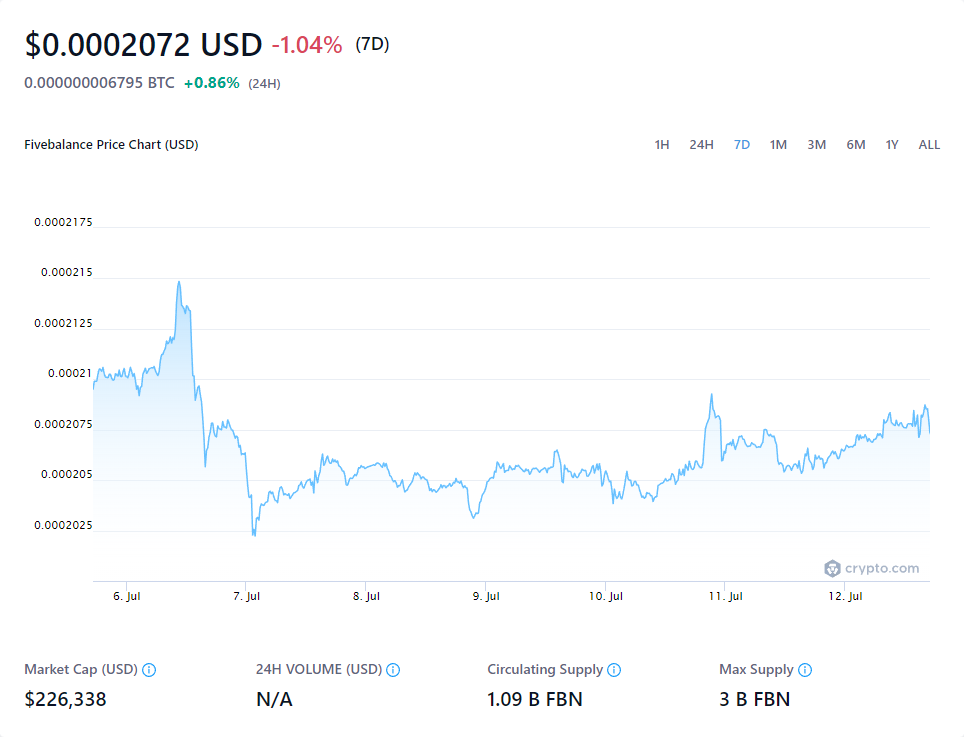 $0.0002072 USD -1.04% (7D)
0.000000006795 BTC +0.86% (24H)
Fivebalance Price Chart (USD) 1H 24H 7D 1M 3M 6M 1Y ALL
0.0002175
0.000215
0.0002125
0.00021
0.0002075
0.000205
0.0002025
crypto.com
6. Jul 7. Jul 8. Jul 9. Jul 10. Jul 11. Jul 12. Jul
Market Cap (USD) 24H VOLUME (USD) Circulating Supply Max Supply
$226,338 N/A 1.09 B FBN 3 B FBN